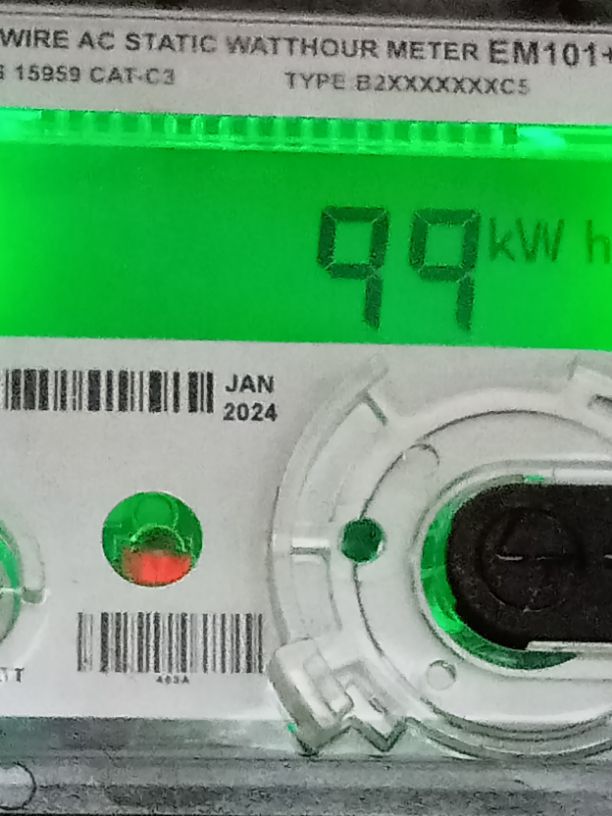 WIRE AC STATIC WATTHOUR METER EM101+
15959 CAT-C3 TYPE B2XXXXXXXC5
99 kW h
JAN
2024